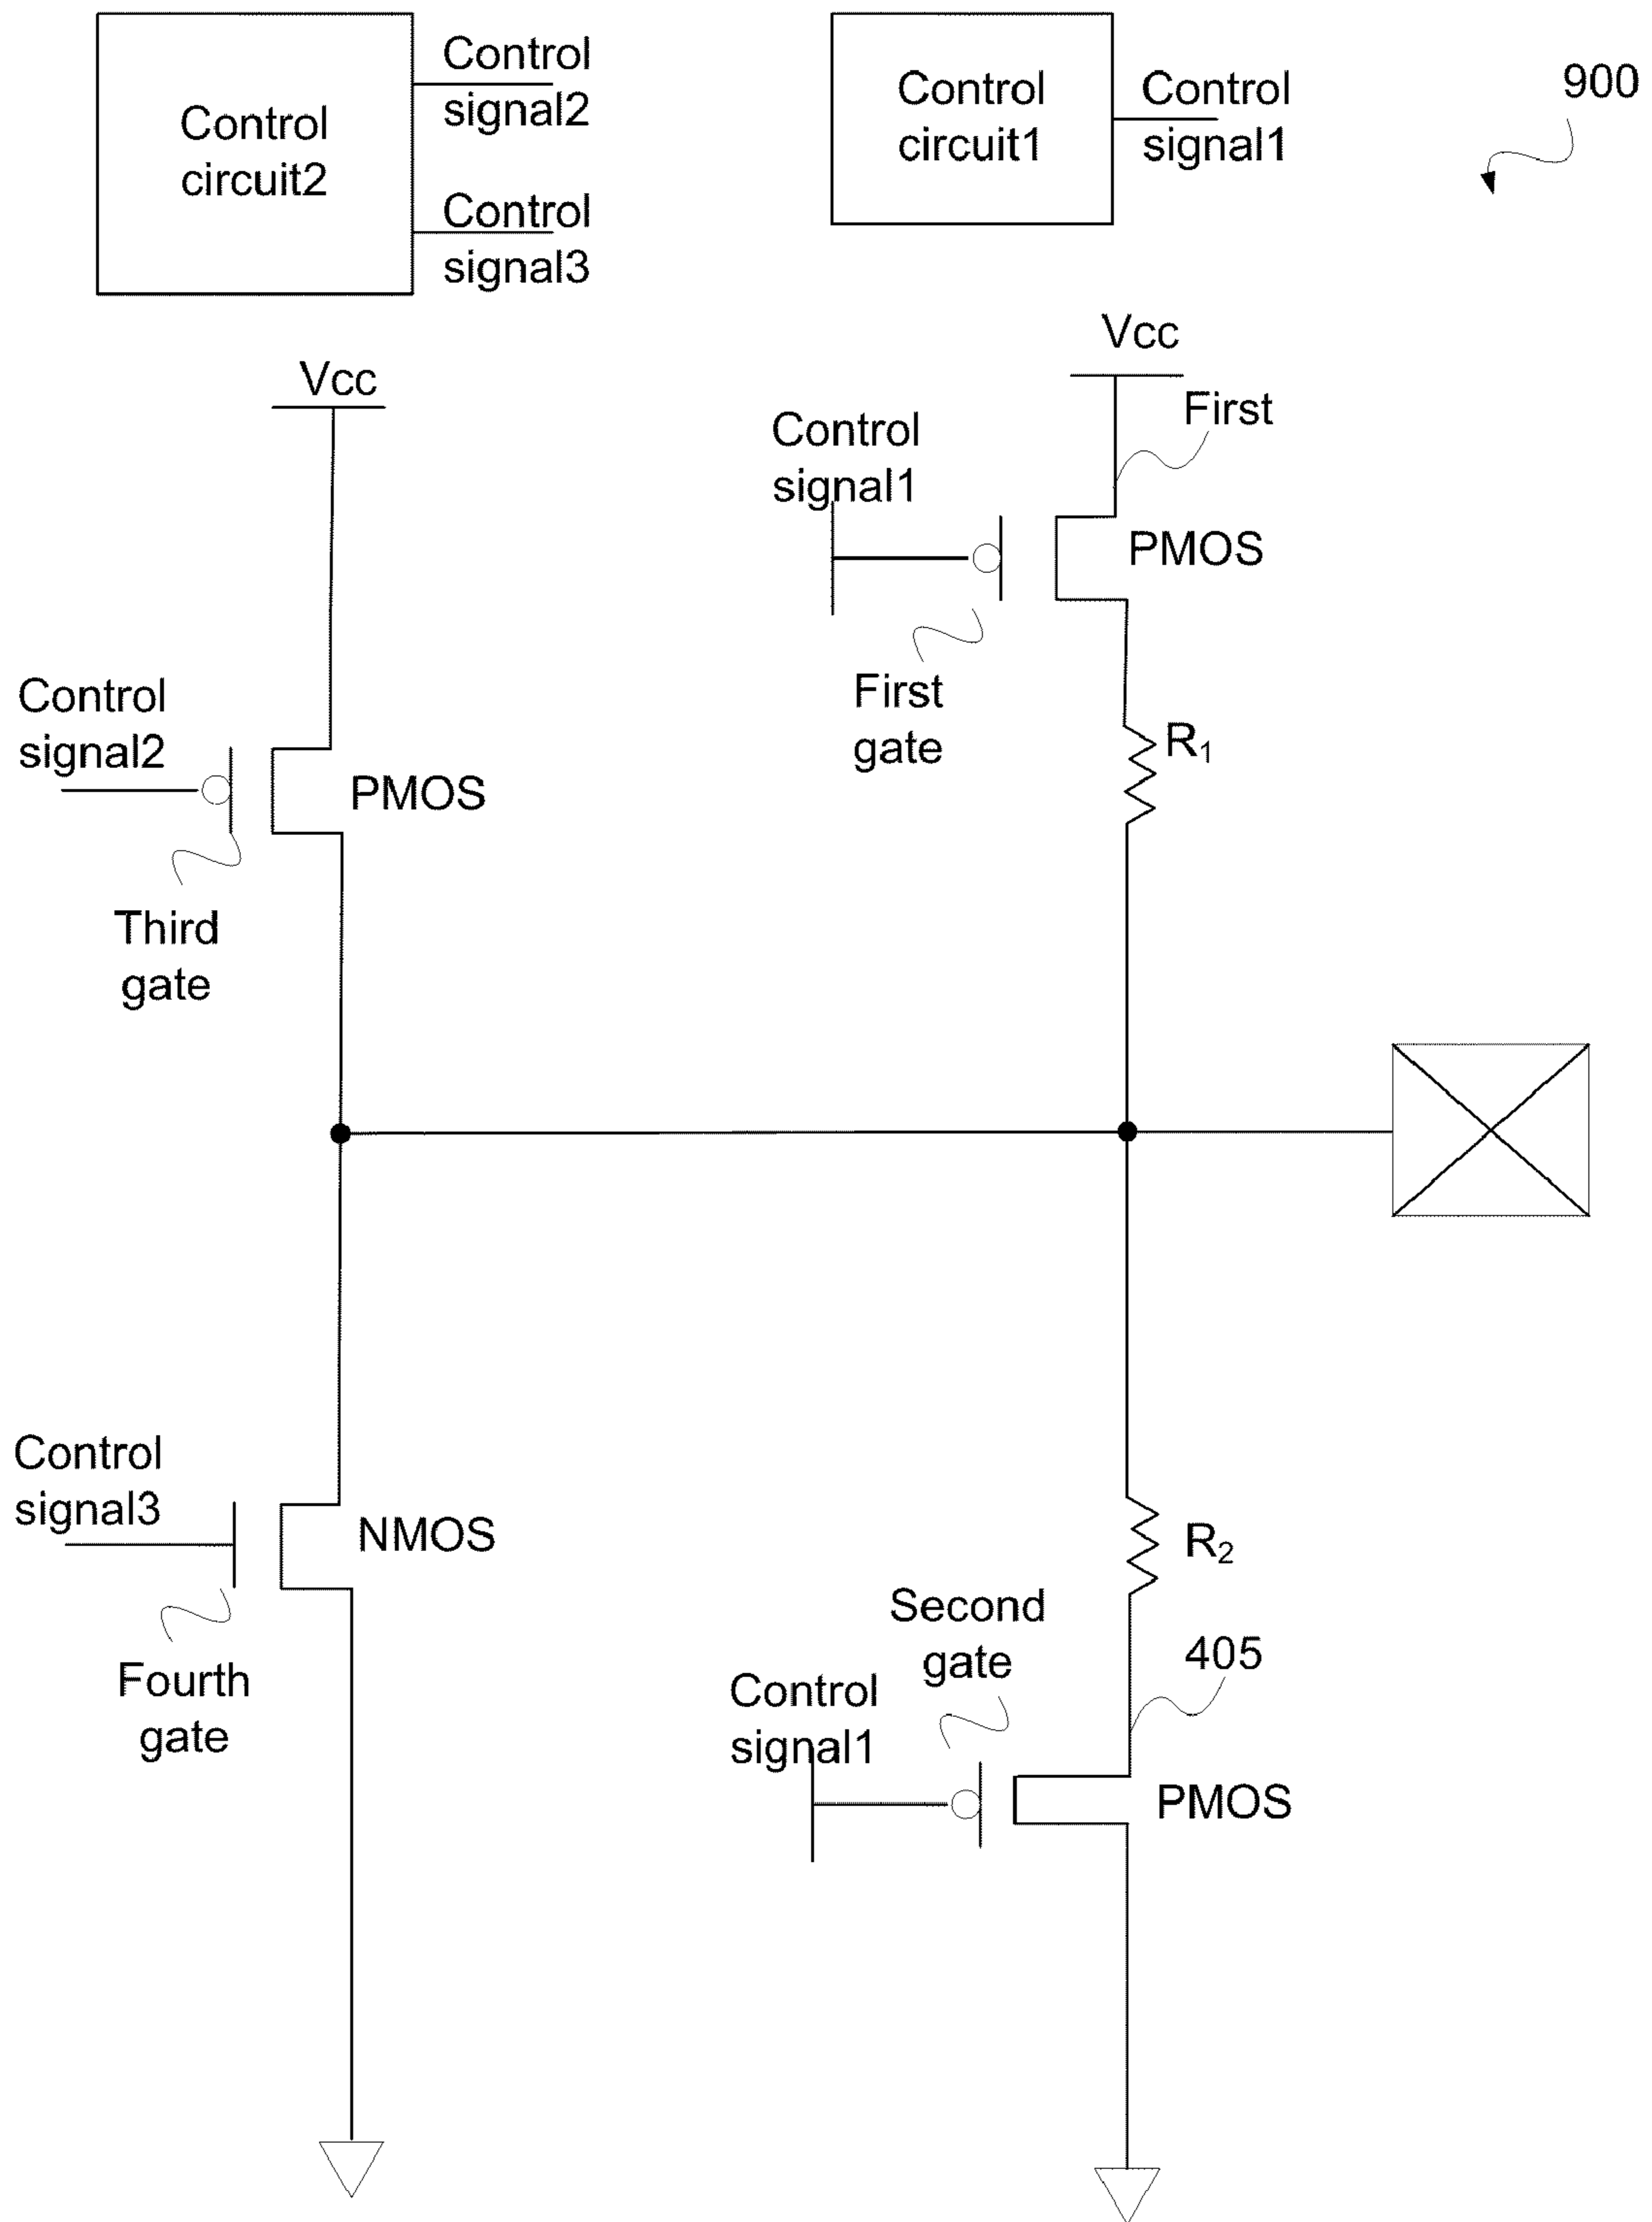 Control
signal2
Control
circuit2
Control
signal3
Control
circuit1
Control
signal1
900
Vcc
Vcc
First
Control
signal1
PMOS
First
gate
R1
Control
signal2
PMOS
Third
gate
Control
signal3
NMOS
Fourth
gate
R2
Second
gate
405
Control
signal1
PMOS